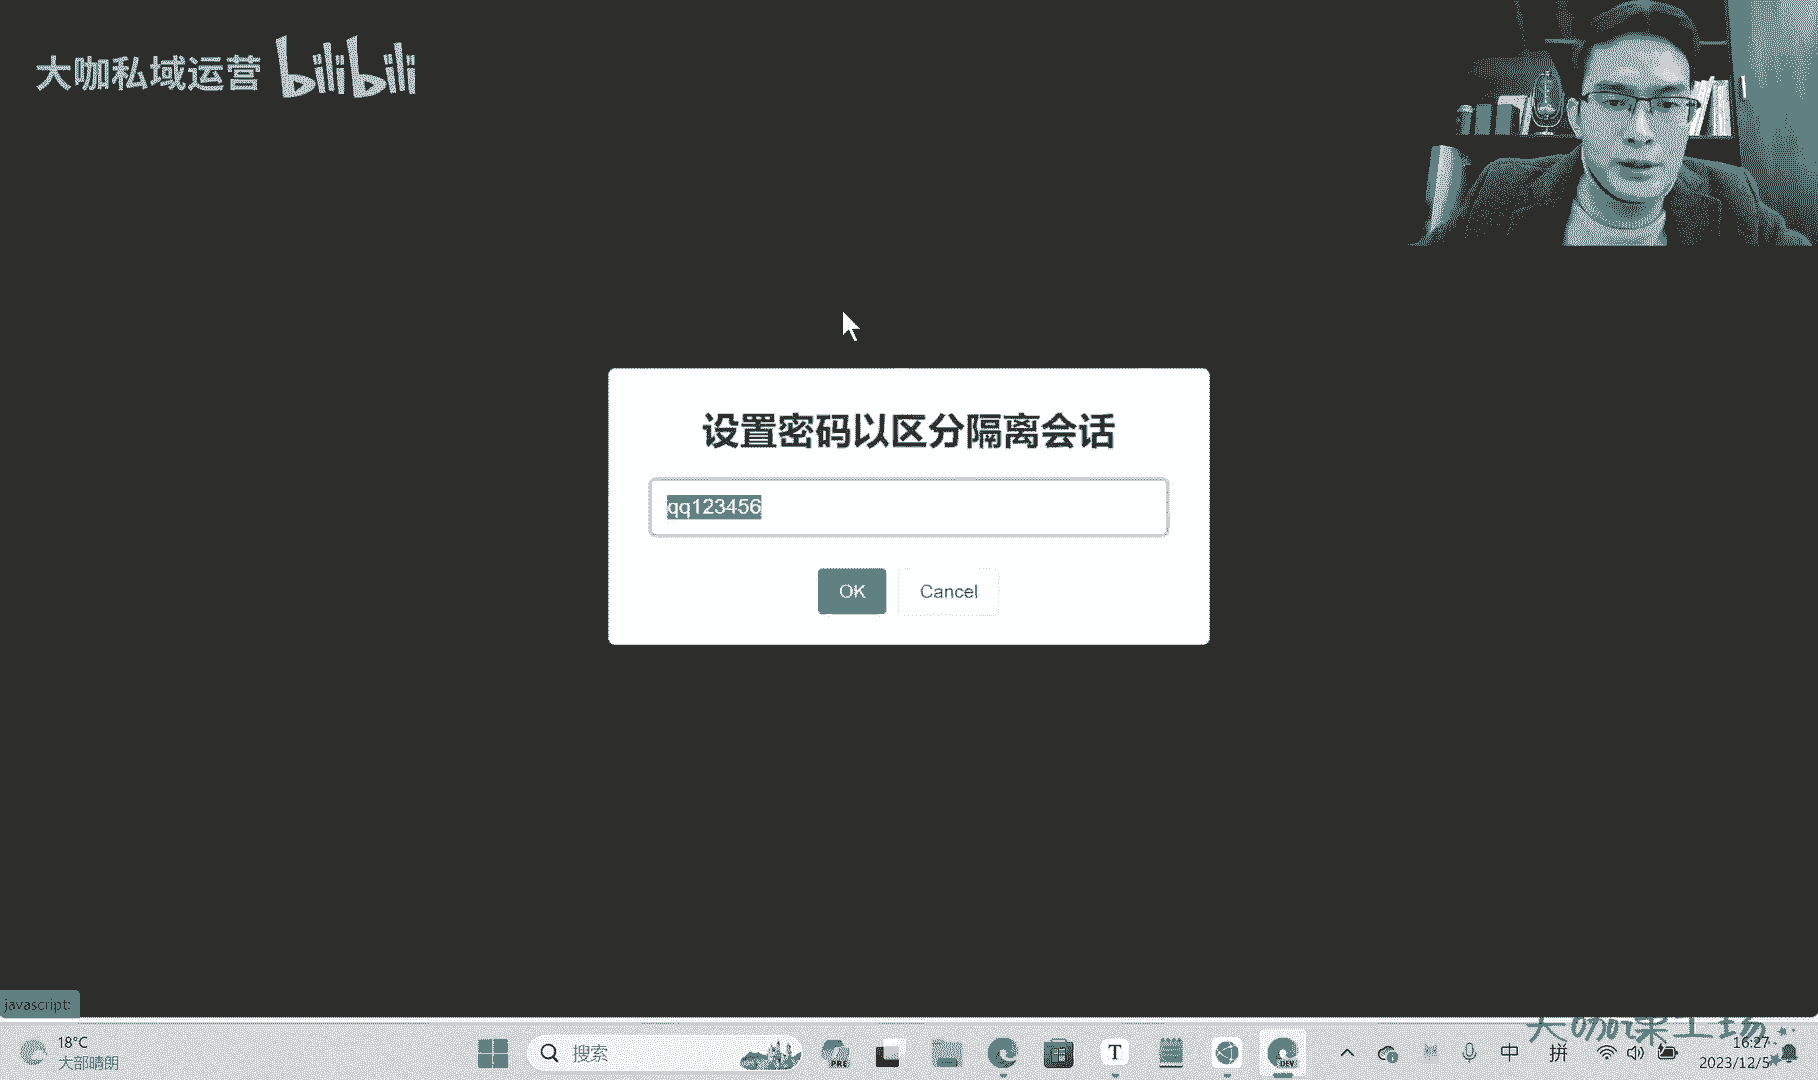 大咖私域运营 bilibili
设置密码以区分隔离会话
qq123456
OK Cancel
javascript:
大咖课工场
18°C
大部晴朗
搜索
PRE
T
DEV
中 拼
16:27
2023/12/5